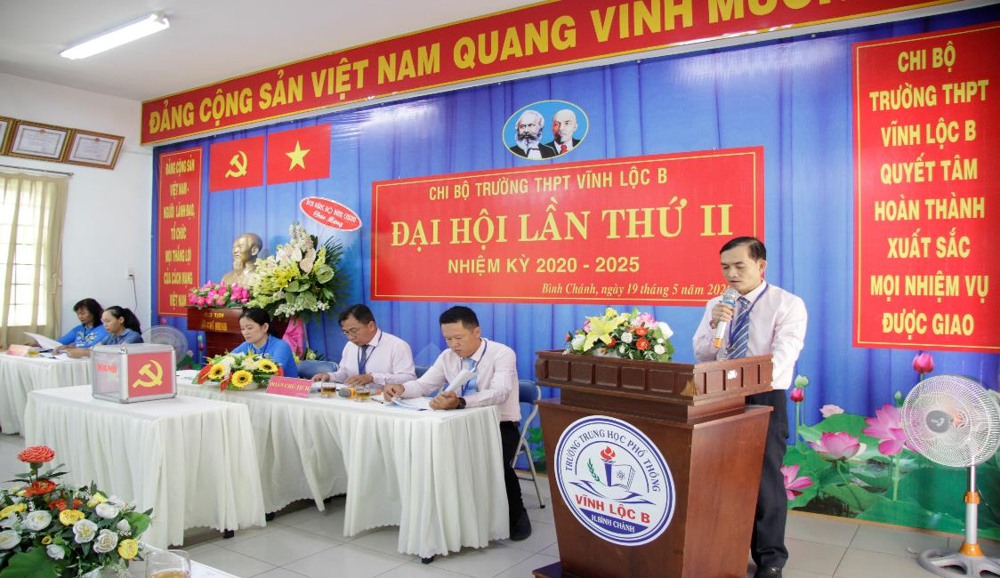 ĐẢNG CỘNG SẢN VIỆT NAM QUANG VINH MUÔN
ĐẢNG CỘNG SẢN
VIỆT NAM -
NGƯỜI LÃNH ĐẠO,
TỔ CHỨC
MỌI THẮNG LỢI
CỦA CÁCH MẠNG
VIỆT NAM
CHI BỘ TRƯỜNG THPT VĨNH LỘC B
ĐẠI HỘI LẦN THỨ II
NHIỆM KỲ 2020 - 2025
Bình Chánh, ngày 19 tháng 5 năm
CHI BỘ
TRƯỜNG THPT
VĨNH LỘC B
QUYẾT TÂM
HOÀN THÀNH
XUẤT SẮC
MỌI NHIỆM VỤ
ĐƯỢC GIAO
Chúc Mừng
THÙNG PHIẾU
ĐOÀN CHỦ TỊCH
TRƯỜNG TRUNG HỌC PHỔ THÔNG
VĨNH LỘC B
H.BÌNH CHÁNH